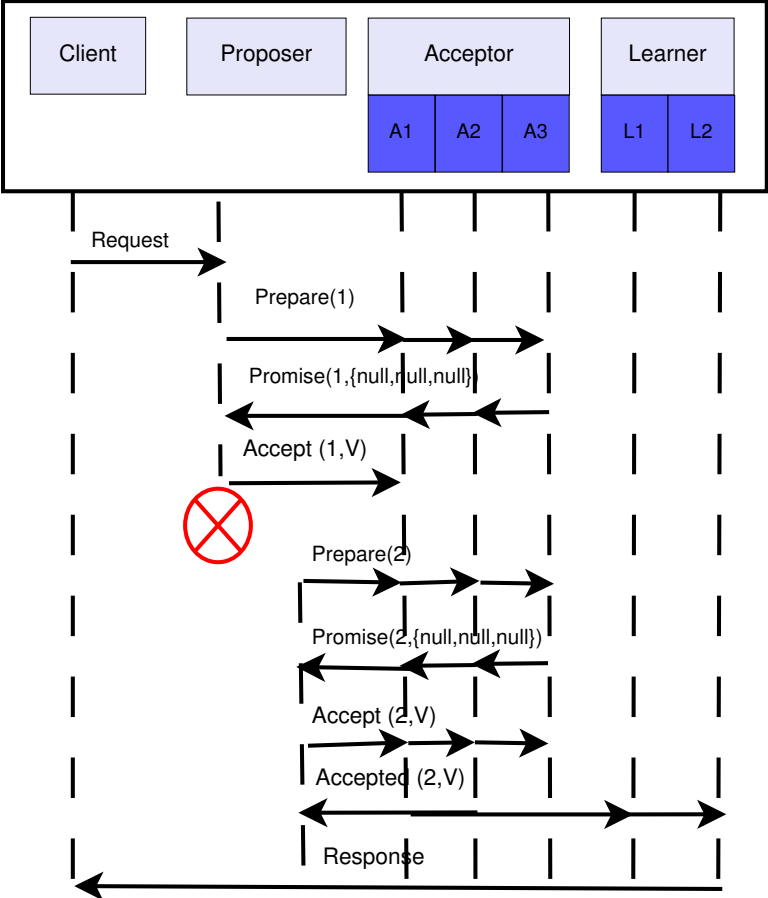 Client Proposer Acceptor Learner
A1 A2 A3 L1 L2
Request
Prepare(1)
Promise(1,{null,null,null})
Accept (1,V)
Prepare(2)
Promise(2,{null,null,null})
Accept (2,V)
Accepted (2,V)
Response